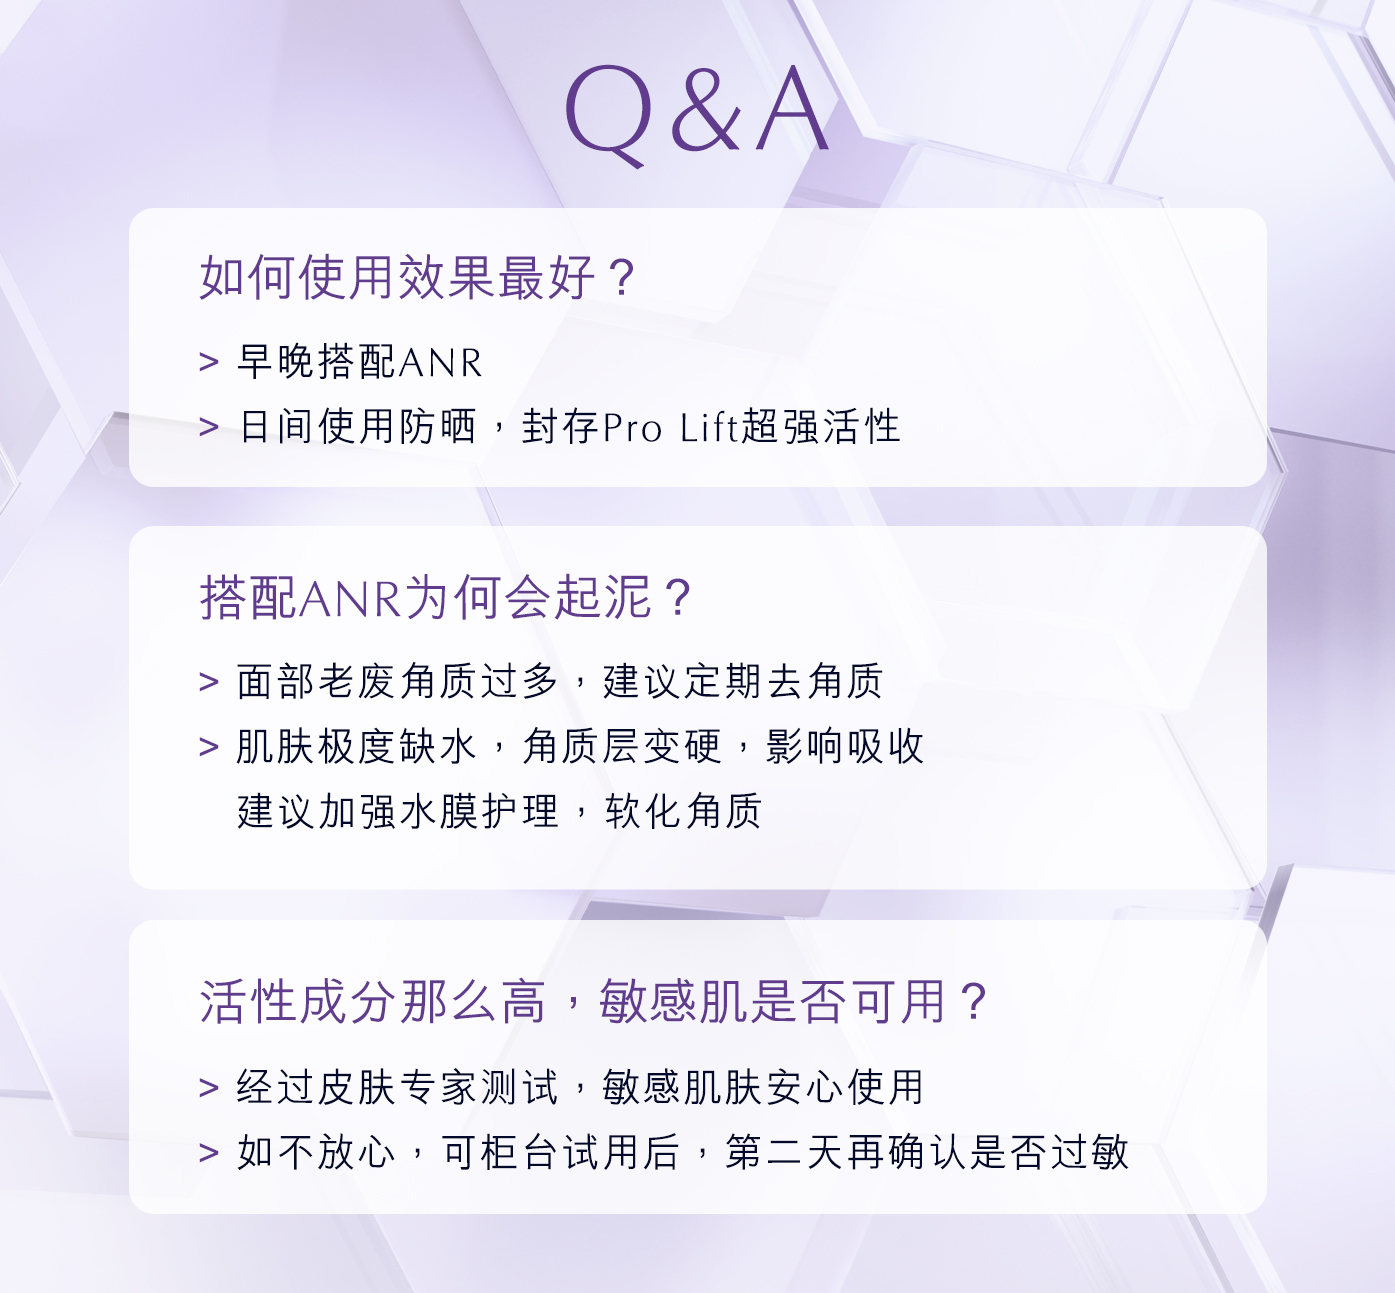 Q&A
如何使用效果最好？
> 早晚搭配ANR
> 日间使用防晒，封存Pro Lift超强活性
搭配ANR为何会起泥？
> 面部老废角质过多，建议定期去角质
> 肌肤极度缺水，角质层变硬，影响吸收
建议加强水膜护理，软化角质
活性成分那么高，敏感肌是否可用？
> 经过皮肤专家测试，敏感肌肤安心使用
> 如不放心，可柜台试用后，第二天再确认是否过敏